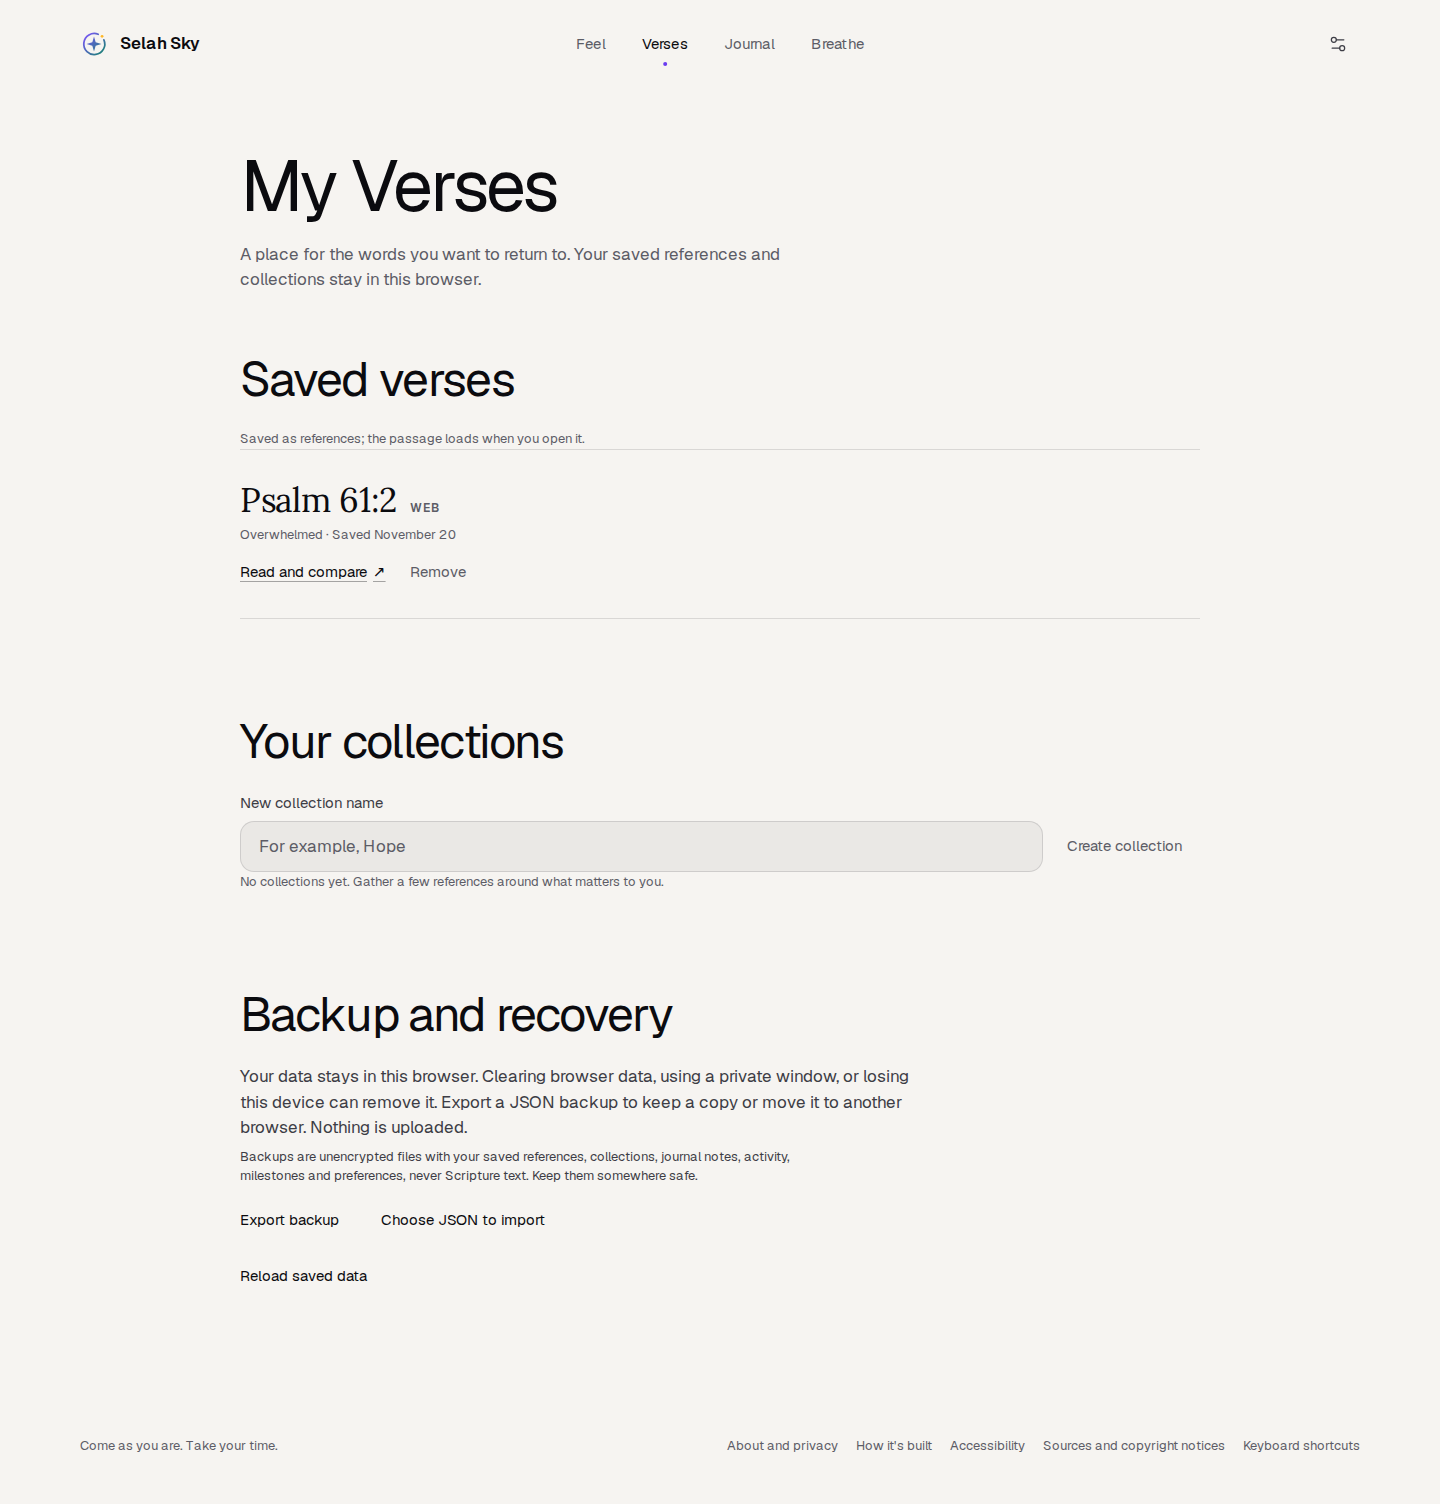 Selah Sky
Feel
Verses
Journal
Breathe
My Verses
A place for the words you want to return to. Your saved references and
collections stay in this browser.
Saved verses
Saved as references; the passage loads when you open it.
Psalm 61:2 WEB
Overwhelmed · Saved November 20
Read and compare ↗ Remove
Your collections
New collection name
For example, Hope
Create collection
No collections yet. Gather a few references around what matters to you.
Backup and recovery
Your data stays in this browser. Clearing browser data, using a private window, or losing
this device can remove it. Export a JSON backup to keep a copy or move it to another
browser. Nothing is uploaded.
Backups are unencrypted files with your saved references, collections, journal notes, activity,
milestones and preferences, never Scripture text. Keep them somewhere safe.
Export backup
Choose JSON to import
Reload saved data
Come as you are. Take your time.
About and privacy
How it's built
Accessibility
Sources and copyright notices
Keyboard shortcuts